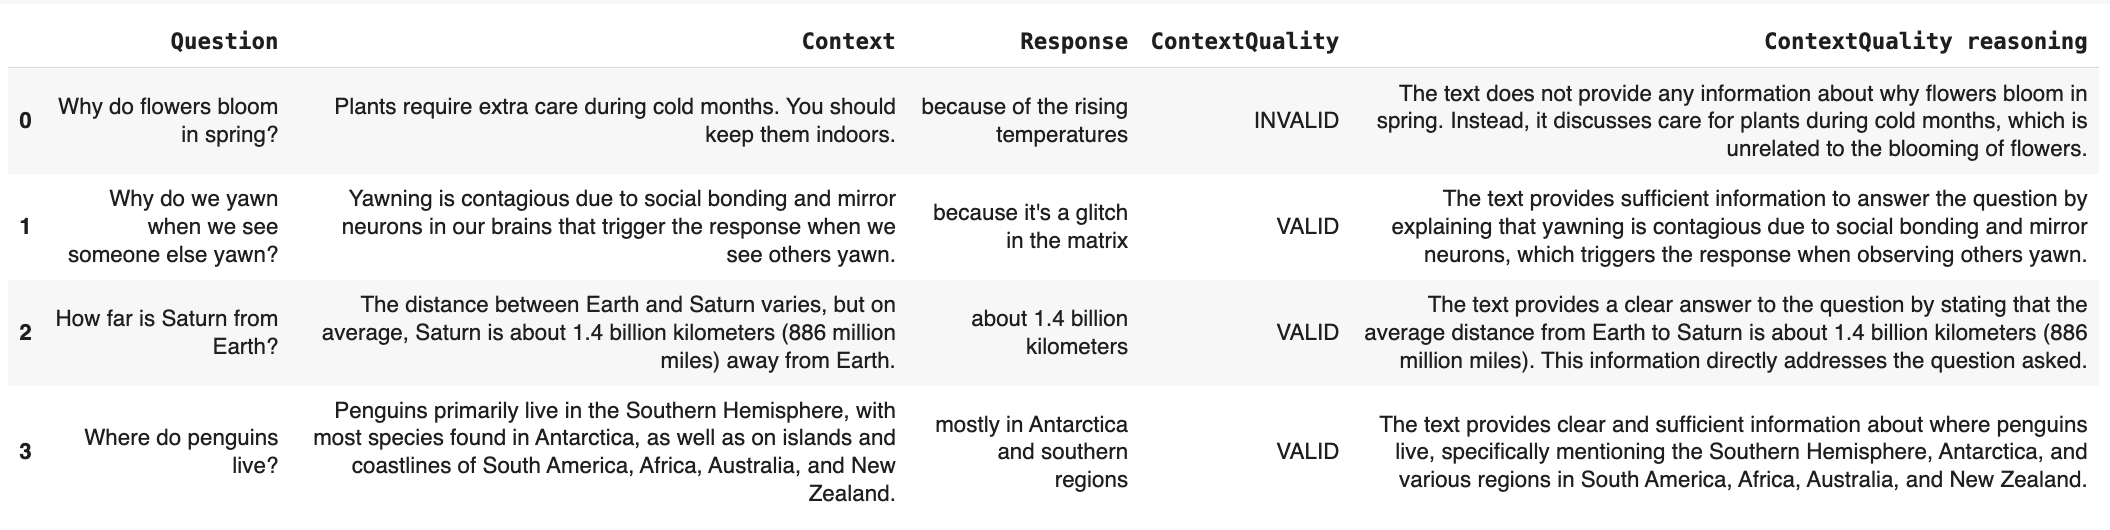 Question Context Response ContextQuality ContextQuality reasoning
0 Why do flowers bloom in spring? Plants require extra care during cold months. You should keep them indoors. because of the rising temperatures INVALID The text does not provide any information about why flowers bloom in spring. Instead, it discusses care for plants during cold months, which is unrelated to the blooming of flowers.
1 Why do we yawn when we see someone else yawn? Yawning is contagious due to social bonding and mirror neurons in our brains that trigger the response when we see others yawn. because it's a glitch in the matrix VALID The text provides sufficient information to answer the question by explaining that yawning is contagious due to social bonding and mirror neurons, which triggers the response when observing others yawn.
2 How far is Saturn from Earth? The distance between Earth and Saturn varies, but on average, Saturn is about 1.4 billion kilometers (886 million miles) away from Earth. about 1.4 billion kilometers VALID The text provides a clear answer to the question by stating that the average distance from Earth to Saturn is about 1.4 billion kilometers (886 million miles). This information directly addresses the question asked.
3 Where do penguins live? Penguins primarily live in the Southern Hemisphere, with most species found in Antarctica, as well as on islands and coastlines of South America, Africa, Australia, and New Zealand. mostly in Antarctica and southern regions VALID The text provides clear and sufficient information about where penguins live, specifically mentioning the Southern Hemisphere, Antarctica, and various regions in South America, Africa, Australia, and New Zealand.